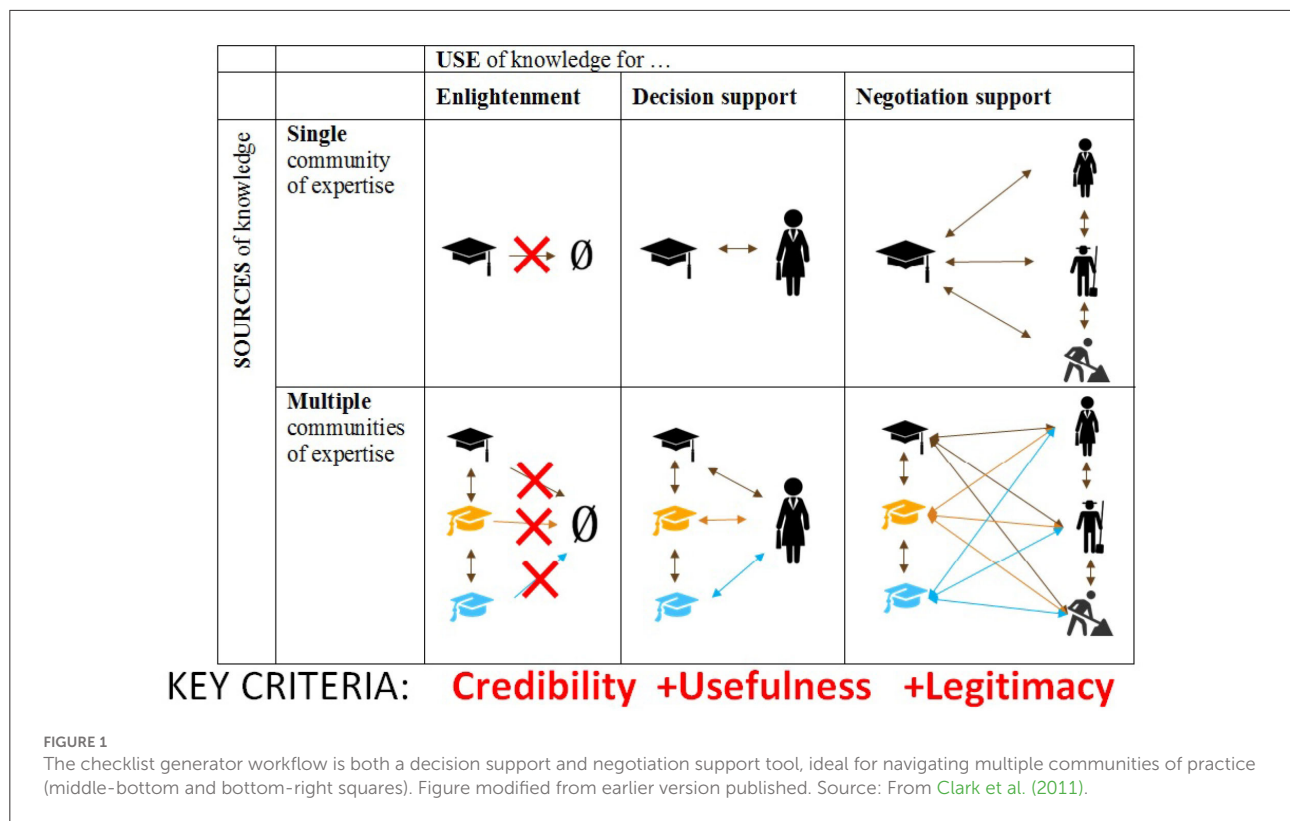 USE of knowledge for ...
Enlightenment
Decision support
Negotiation support
SOURCES of knowledge
Single
community
of expertise
Ø
Multiple
communities
of expertise
Ø
KEY CRITERIA: Credibility +Usefulness +Legitimacy
FIGURE 1
The checklist generator workflow is both a decision support and negotiation support tool, ideal for navigating multiple communities of practice
(middle-bottom and bottom-right squares). Figure modified from earlier version published. Source: From Clark et al. (2011).